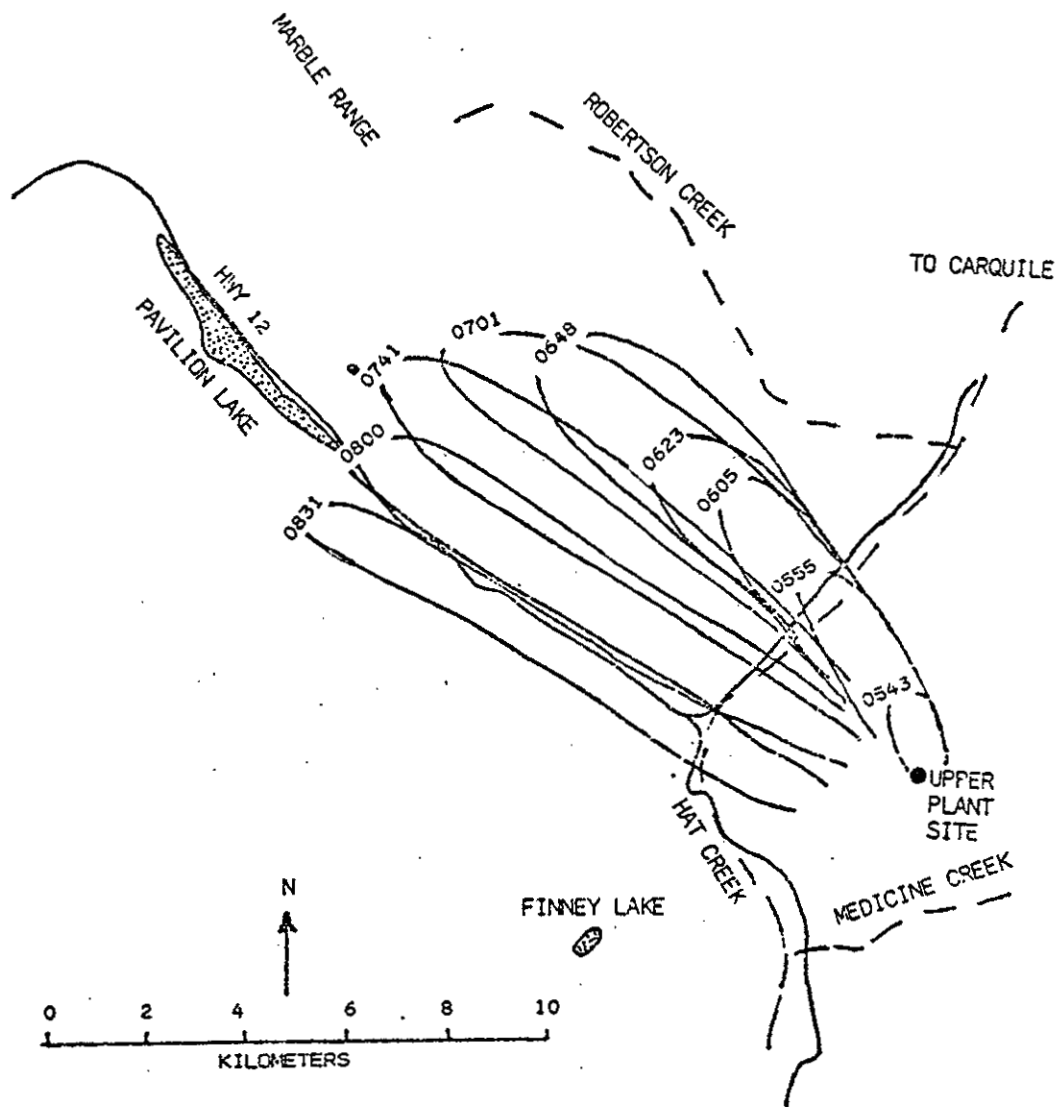 MARBLE RANGE
ROBERTSON CREEK
TO CARQUILE
HWY 12
PAVILION LAKE
0701
0648
0741
0800
0623
0605
0831
0555
0543
UPPER
PLANT
SITE
HAT CREEK
MEDICINE CREEK
N
FINNEY LAKE
0 2 4 6 8 10
KILOMETERS